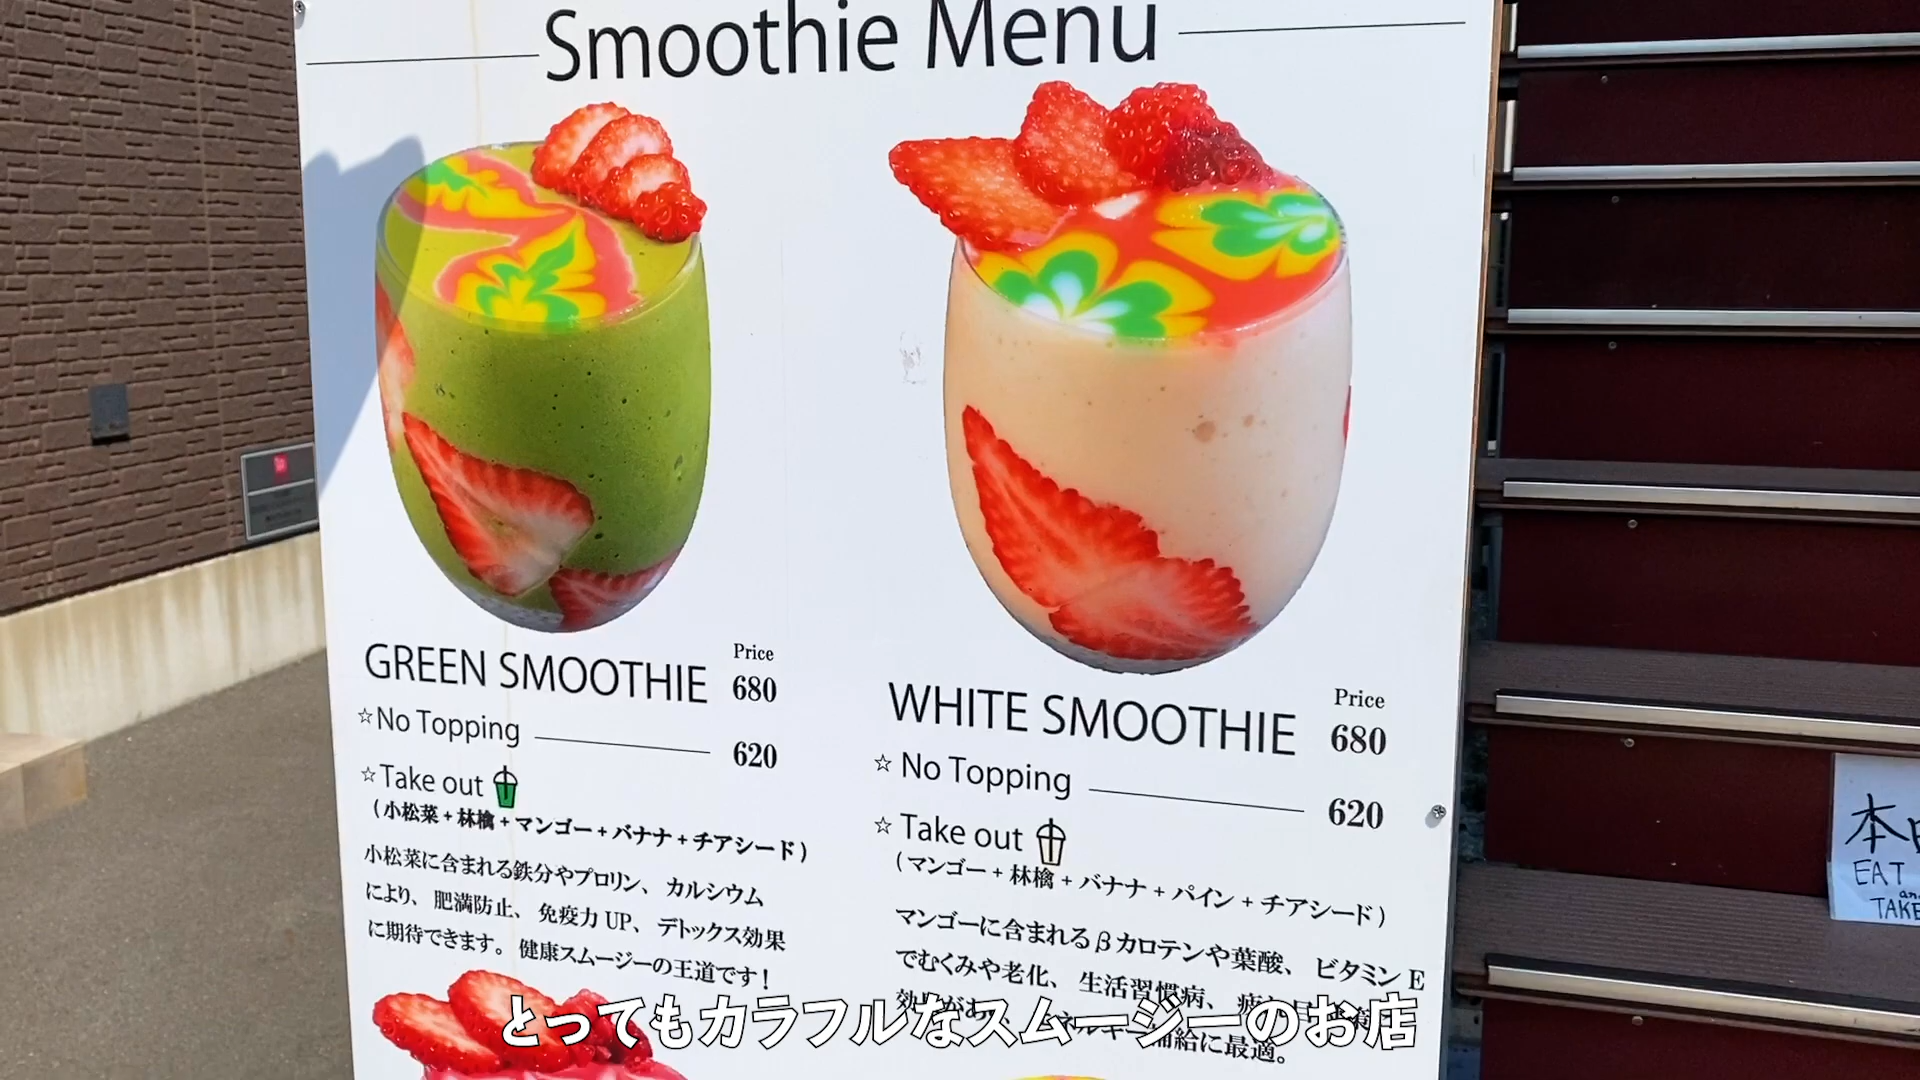 Smoothie Menu
GREEN SMOOTHIE
Price
680
☆No Topping
620
☆Take out
(小松菜+林檎+マンゴー+バナナ+チアシード)
小松菜に含まれる鉄分やプロリン、カルシウム
により、肥満防止、免疫力UP、デトックス効果
に期待できます。健康スムージーの王道です!
WHITE SMOOTHIE
Price
680
☆ No Topping
620
☆ Take out
(マンゴー+林檎+バナナ+パイン+チアシード)
マンゴーに含まれるβカロテンや葉酸、ビタミンE
でむくみや老化、生活習慣病、
補給に最適。
EAT
TAKE
とってもカラフルなスムージーのお店